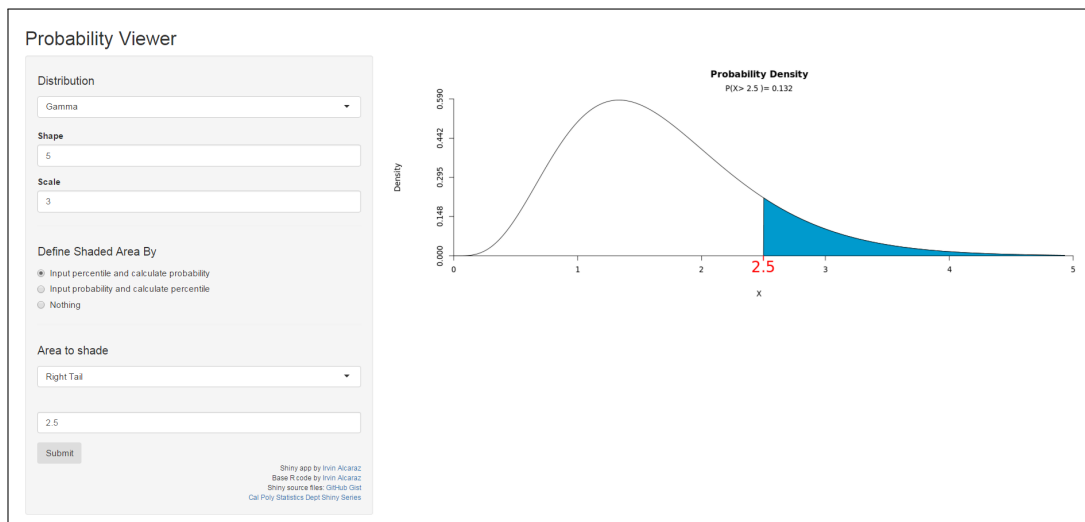 Probability Viewer
Distribution
Gamma
Shape
5
Scale
3
Define Shaded Area By
Input percentile and calculate probability
Input probability and calculate percentile
Nothing
Area to shade
Right Tail
2.5
Submit
Shiny app by Irvin Alcaraz
Base R code by Irvin Alcaraz
Shiny source files: GitHub Gist
Cal Poly Statistics Dept Shiny Series
Probability Density
P(X> 2.5 )= 0.132
Density
0.590
0.442
0.295
0.148
0.000
0 1 2 2.5 3 4 5
X